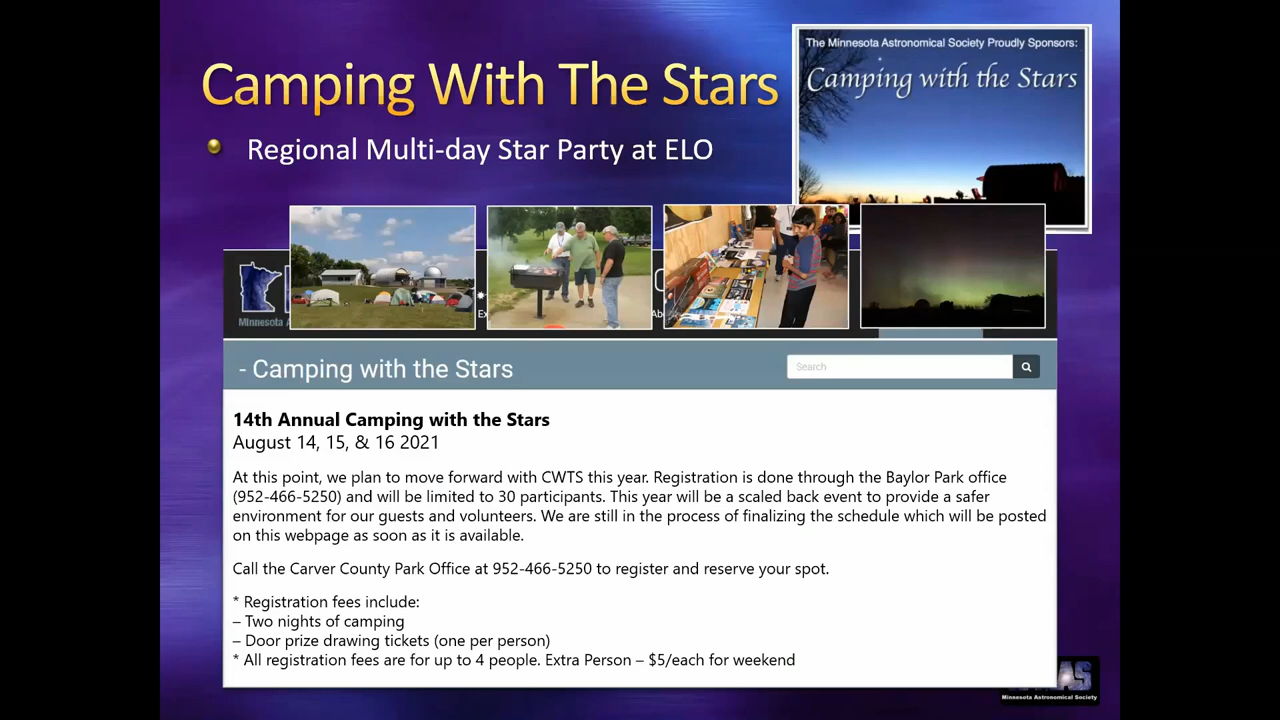 Camping With The Stars
Regional Multi-day Star Party at ELO
The Minnesota Astronomical Society Proudly Sponsors:
Camping with the Stars
Minnesota
- Camping with the Stars
Search
14th Annual Camping with the Stars
August 14, 15, & 16 2021
At this point, we plan to move forward with CWTS this year. Registration is done through the Baylor Park office
(952-466-5250) and will be limited to 30 participants. This year will be a scaled back event to provide a safer
environment for our guests and volunteers. We are still in the process of finalizing the schedule which will be posted
on this webpage as soon as it is available.
Call the Carver County Park Office at 952-466-5250 to register and reserve your spot.
* Registration fees include:
– Two nights of camping
– Door prize drawing tickets (one per person)
* All registration fees are for up to 4 people. Extra Person – $5/each for weekend
Minnesota Astronomical Society